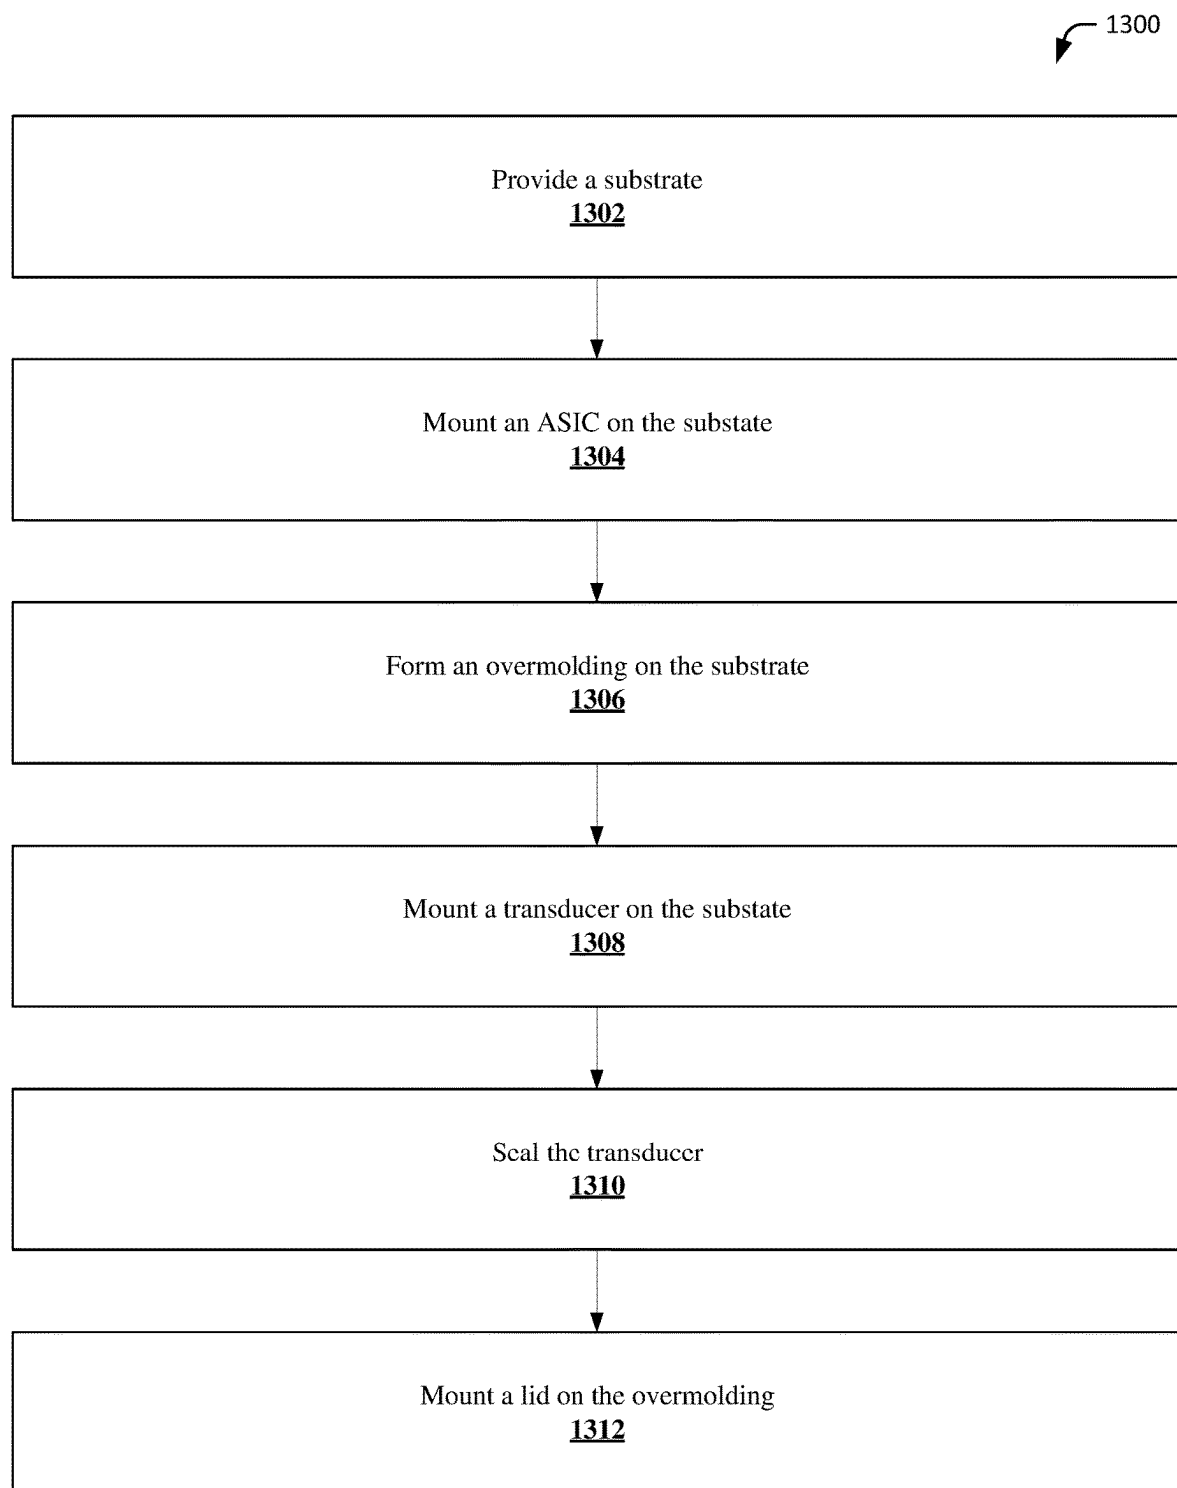 1300
Provide a substrate
1302
Mount an ASIC on the substate
1304
Form an overmolding on the substrate
1306
Mount a transducer on the substate
1308
Seal the transducer
1310
Mount a lid on the overmolding
1312